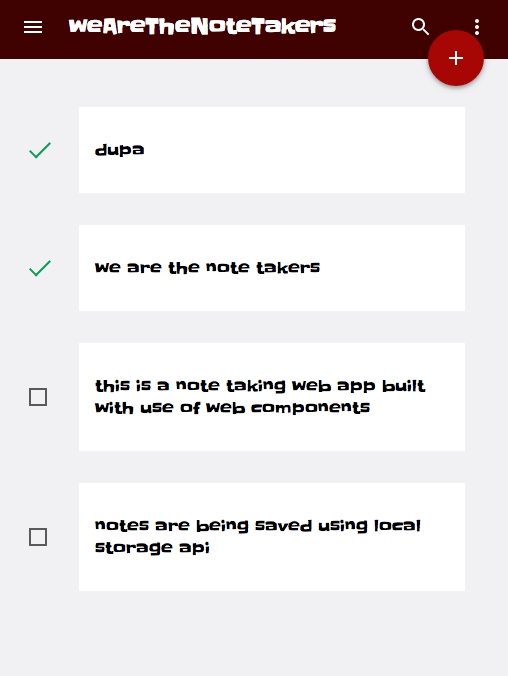 weAreTheNoteTakers
dupa
we are the note takers
this is a note taking web app built
with use of web components
notes are being saved using local
storage api